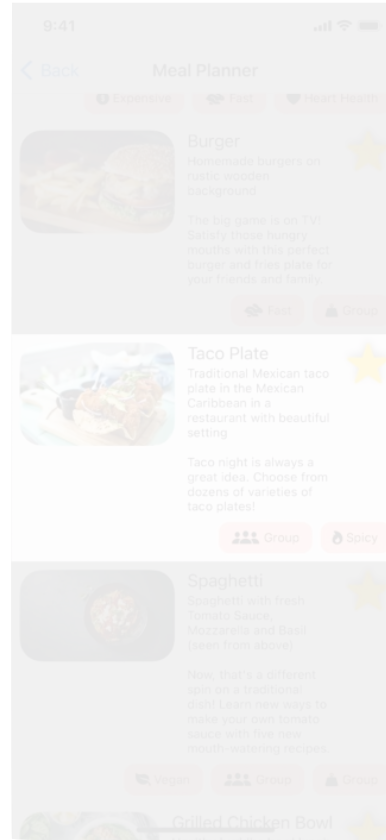 9:41
Back
Meal Planner
Expensive
Fast
Heart Health
Burger
Homemade burgers on
rustic wooden
background
The big game is on TV!
Satisfy those hungry
mouths with this perfect
burger and fries plate for
your friends and family.
Fast
Group
Taco Plate
Traditional Mexican taco
plate in the Mexican
Caribbean in a
restaurant with beautiful
setting
Taco night is always a
great idea. Choose from
dozens of varieties of
taco plates!
Group
Spicy
Spaghetti
Spaghetti with fresh
Tomato Sauce,
Mozzarella and Basil
(seen from above).
Now, that's a different
spin on a traditional
dish! Learn new ways to
make your own tomato
sauce with five new
mouth-watering recipes.
Vegan
Group
Group
Grilled Chicken Bowl